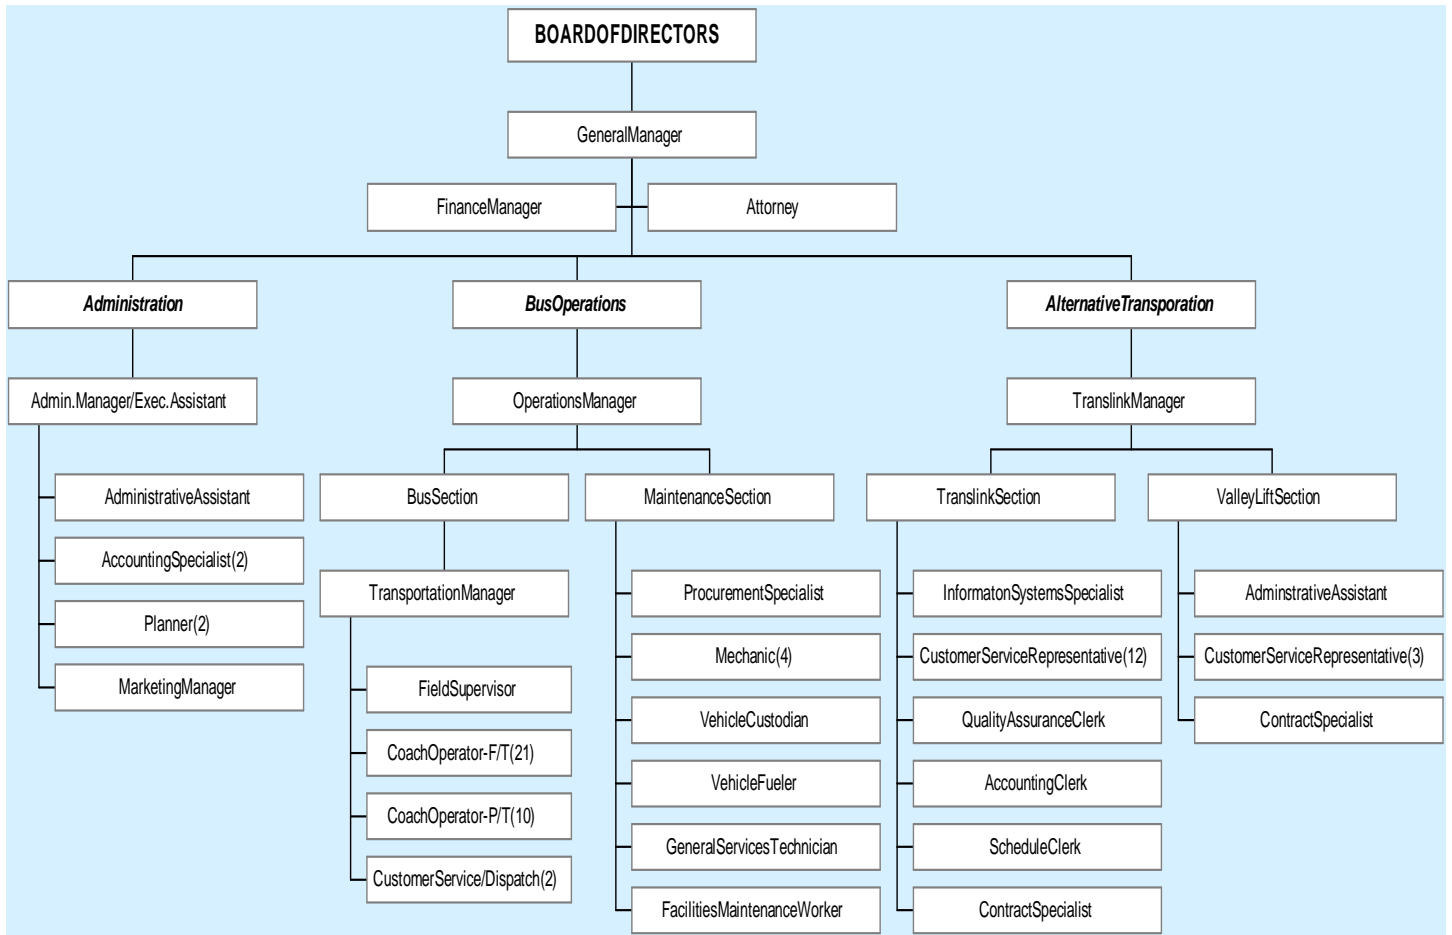 BOARDOFDIRECTORS
GeneralManager
FinanceManager
Attorney
Administration
BusOperations
AlternativeTransporation
Admin.Manager/Exec.Assistant
OperationsManager
TranslinkManager
AdministrativeAssistant
AccountingSpecialist(2)
Planner(2)
MarketingManager
BusSection
TransportationManager
FieldSupervisor
CoachOperator-F/T(21)
CoachOperator-P/T(10)
CustomerService/Dispatch(2)
MaintenanceSection
ProcurementSpecialist
Mechanic(4)
VehicleCustodian
VehicleFueler
GeneralServicesTechnician
FacilitiesMaintenanceWorker
TranslinkSection
InformatonSystemsSpecialist
CustomerServiceRepresentative(12)
QualityAssuranceClerk
AccountingClerk
ScheduleClerk
ContractSpecialist
ValleyLiftSection
AdminstrativeAssistant
CustomerServiceRepresentative(3)
ContractSpecialist